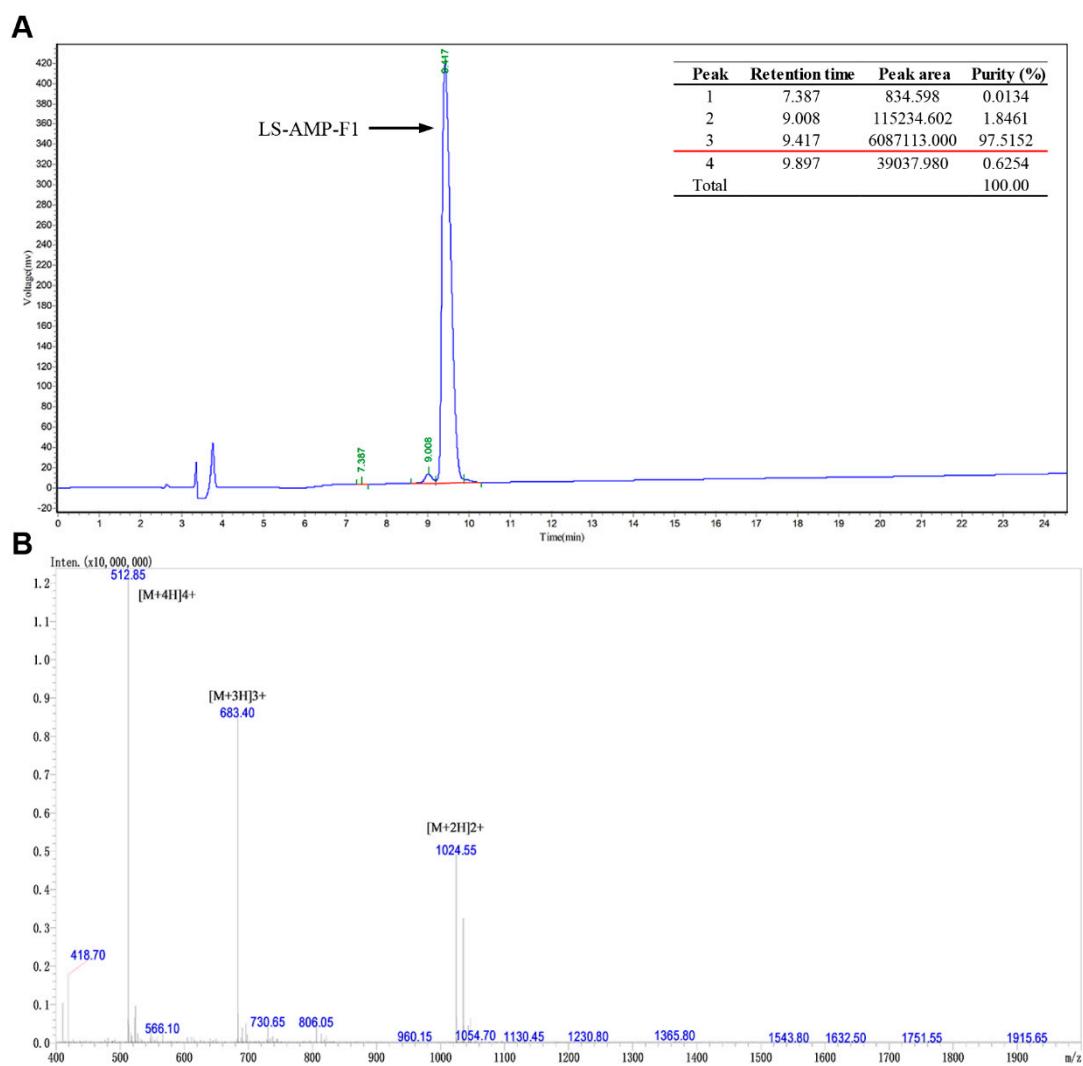 A
9.417
420
400
380
360
340
320
300
280
260
240
220
200
180
160
140
120
100
80
60
40
20
0
-20
Voltage(mv)
LS-AMP-F1
Peak Retention time Peak area Purity (%)
1 7.387 834.598 0.0134
2 9.008 115234.602 1.8461
3 9.417 6087113.000 97.5152
4 9.897 39037.980 0.6254
Total 100.00
7.387
9.008
0 1 2 3 4 5 6 7 8 9 10 11 12 13 14 15 16 17 18 19 20 21 22 23 24
Time(min)
B
Inten. (x10,000,000)
1.2
1.1
1.0
0.9
0.8
0.7
0.6
0.5
0.4
0.3
0.2
0.1
0.0
512.85
[M+4H]4+
[M+3H]3+
683.40
[M+2H]2+
1024.55
418.70
566.10 730.65 806.05 960.15 1054.70 1130.45 1230.80 1365.80 1543.80 1632.50 1751.55 1915.65
400 500 600 700 800 900 1000 1100 1200 1300 1400 1500 1600 1700 1800 1900 m/z